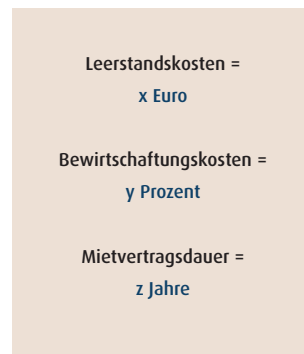 Leerstandskosten =
x Euro
Bewirtschaftungskosten =
y Prozent
Mietvertragsdauer =
z Jahre